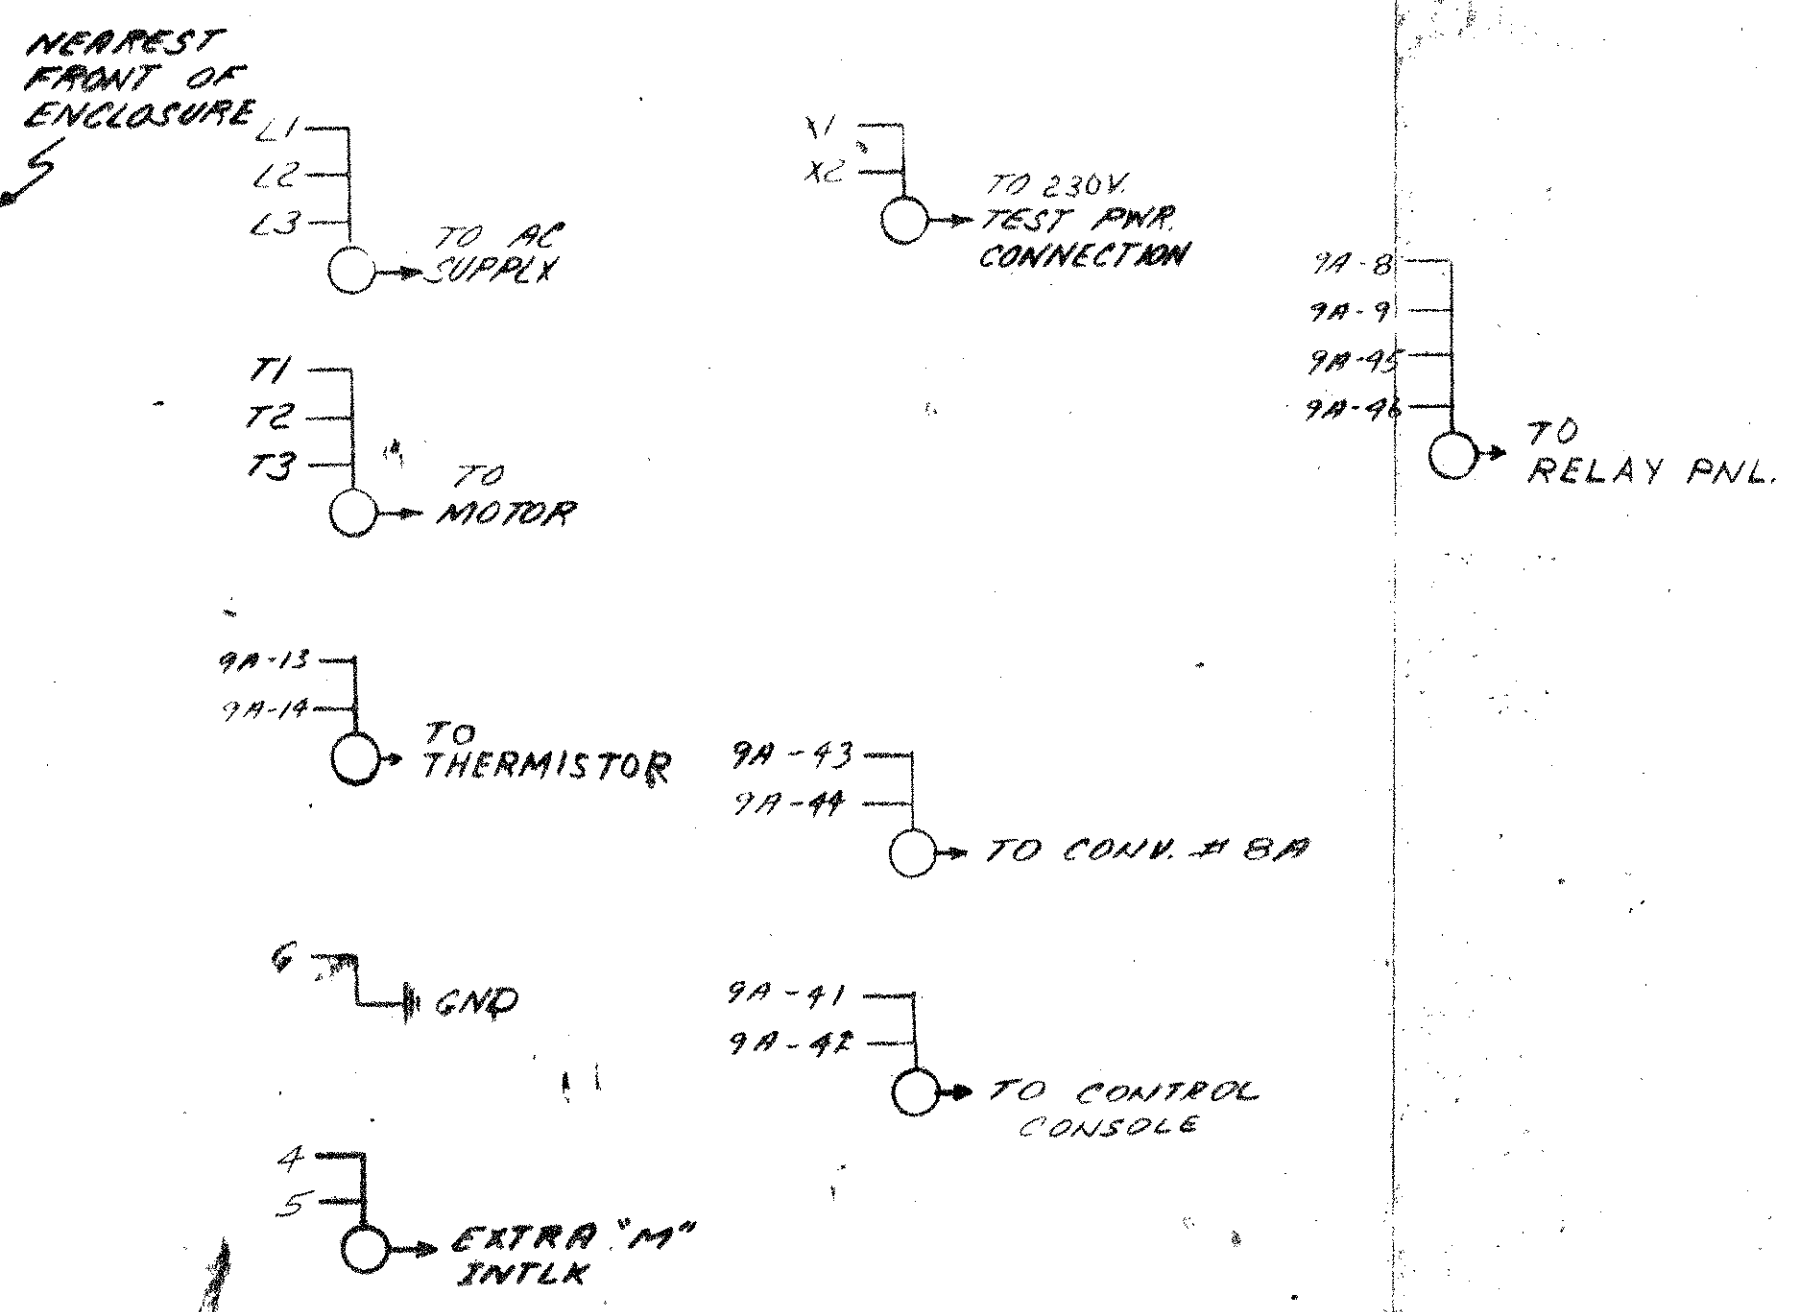 NEAREST
FRONT OF
ENCLOSURE
L1
L2
L3
TO AC
SUPPLY
T1
T2
T3
TO
MOTOR
9A-13
9A-14
TO
THERMISTOR
G
GND
4
5
EXTRA "M"
INTLK
X1
X2
TO 230V.
TEST PWR.
CONNECTION
9A-43
9A-44
TO CONV. # 8A
9A-41
9A-42
TO CONTROL
CONSOLE
9A-8
9A-9
9A-45
9A-46
TO
RELAY PNL.